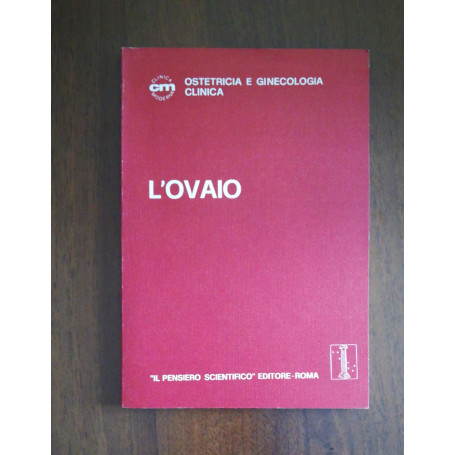 CLINICA
cm
MODERNA
OSTETRICIA E GINECOLOGIA
CLINICA
L'OVAIO
"IL PENSIERO SCIENTIFICO" EDITORE-ROMA